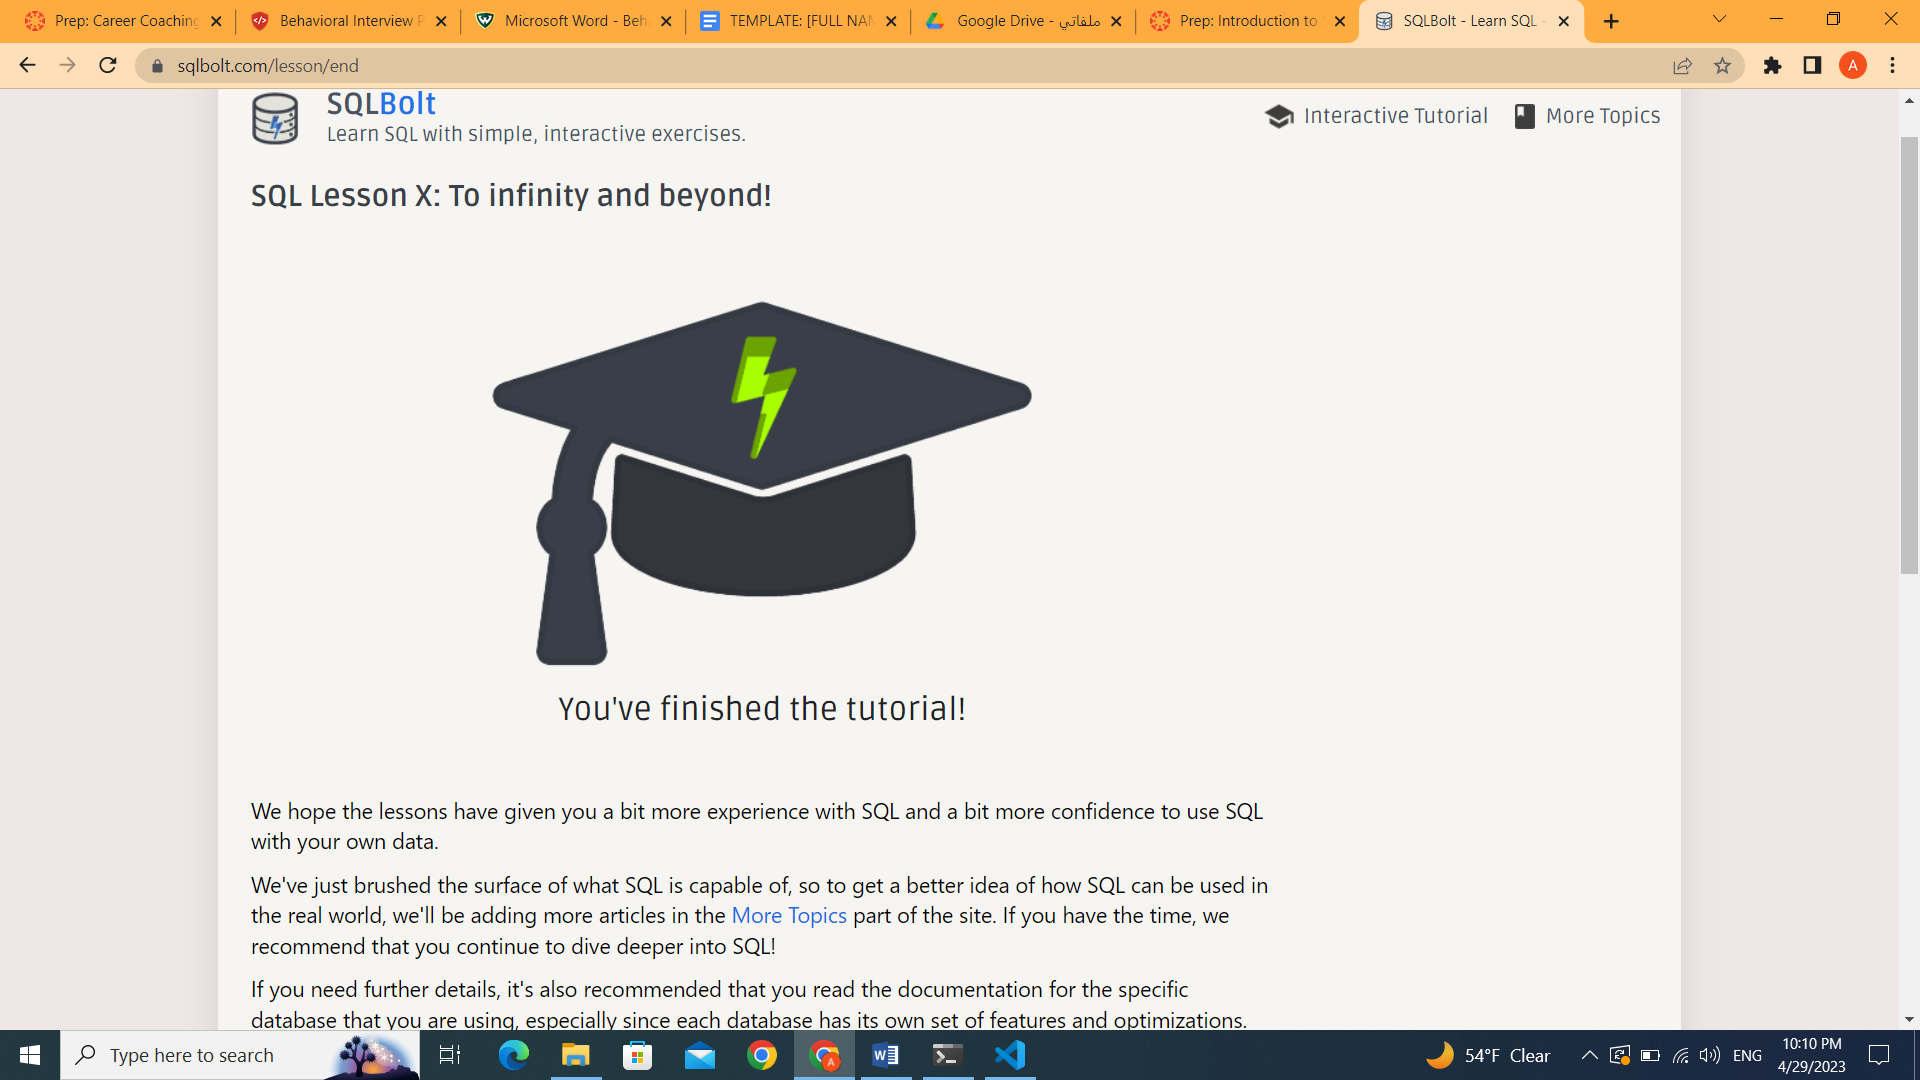 Prep: Career Coaching
Behavioral Interview P
Microsoft Word - Beha
TEMPLATE: [FULL NAM
ملفاتي - Google Drive
Prep: Introduction to
SQLBolt - Learn SQL -
sqlbolt.com/lesson/end
A
SQLBolt
Learn SQL with simple, interactive exercises.
Interactive Tutorial
More Topics
SQL Lesson X: To infinity and beyond!
You've finished the tutorial!
We hope the lessons have given you a bit more experience with SQL and a bit more confidence to use SQL
with your own data.
We've just brushed the surface of what SQL is capable of, so to get a better idea of how SQL can be used in
the real world, we'll be adding more articles in the More Topics part of the site. If you have the time, we
recommend that you continue to dive deeper into SQL!
If you need further details, it's also recommended that you read the documentation for the specific
database that you are using, especially since each database has its own set of features and optimizations.
Type here to search
54°F Clear
ENG
10:10 PM
4/29/2023